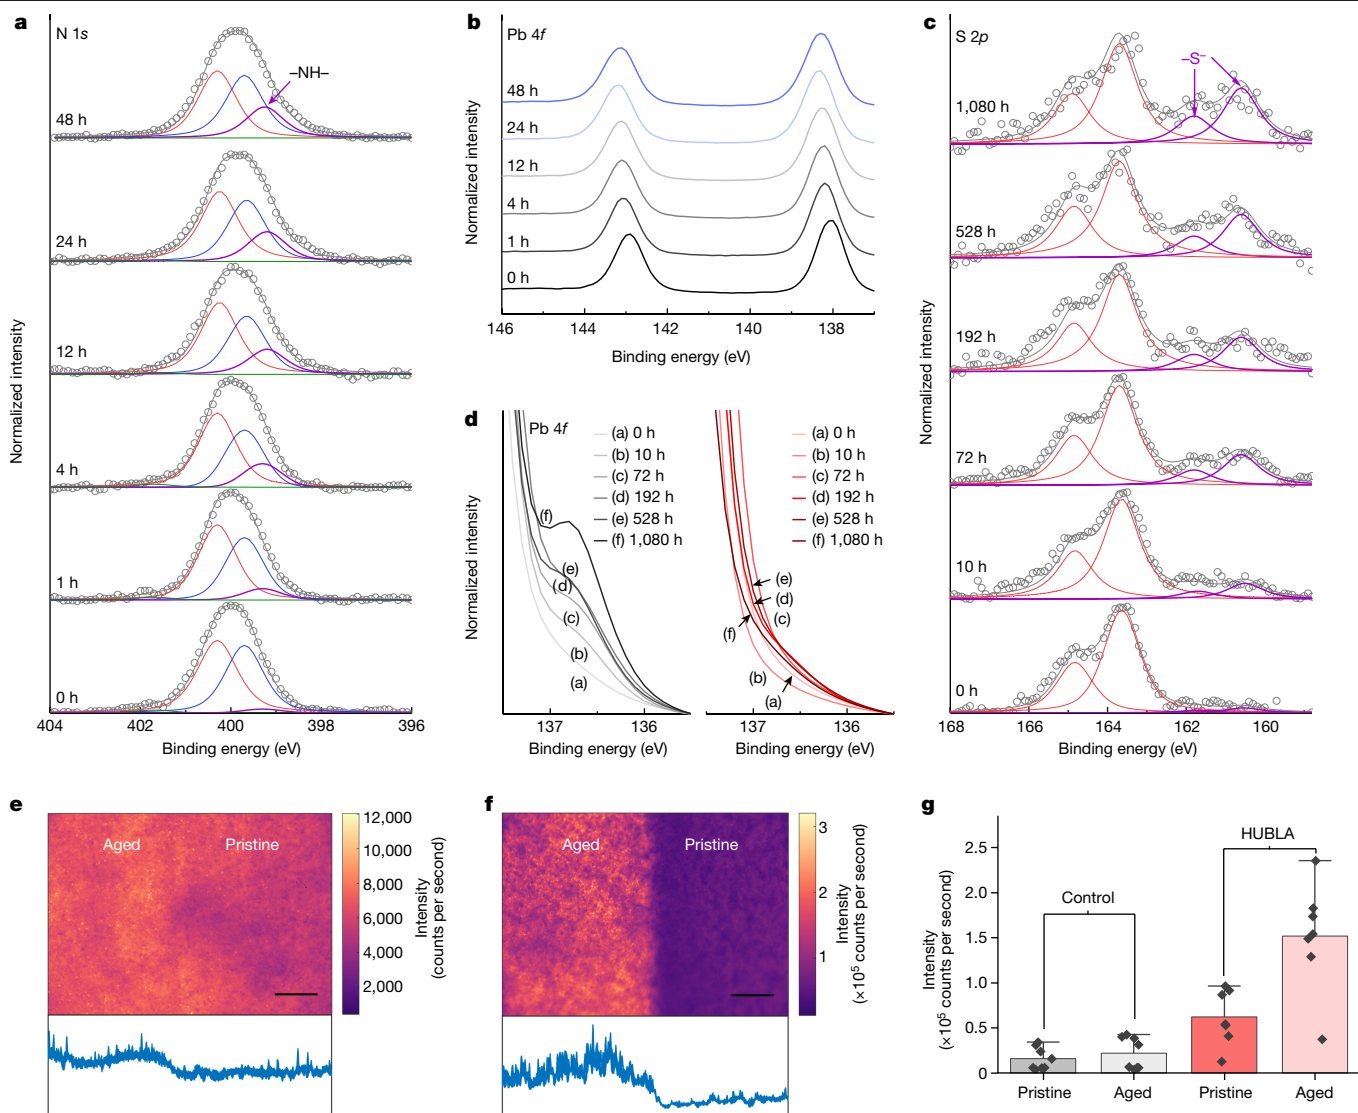 a
N 1s
–NH–
48 h
24 h
12 h
4 h
1 h
0 h
404
402
400
398
396
Binding energy (eV)
Normalized intensity
b
Pb 4f
48 h
24 h
12 h
4 h
1 h
0 h
146
144
142
140
138
Binding energy (eV)
Normalized intensity
c
S 2p
–S⁻
1,080 h
528 h
192 h
72 h
10 h
0 h
168
166
164
162
160
Binding energy (eV)
Normalized intensity
d
Pb 4f
(a) 0 h
(b) 10 h
(c) 72 h
(d) 192 h
(e) 528 h
(f) 1,080 h
(f)
(e)
(d)
(c)
(b)
(a)
137
136
Binding energy (eV)
Normalized intensity
(a) 0 h
(b) 10 h
(c) 72 h
(d) 192 h
(e) 528 h
(f) 1,080 h
(e)
(d)
(c)
(f)
(b)
(a)
137
136
Binding energy (eV)
e
Aged
Pristine
12,000
10,000
8,000
6,000
4,000
2,000
Intensity
(counts per second)
f
Aged
Pristine
3
2
1
Intensity
(×10⁵ counts per second)
g
HUBLA
Control
2.5
2.0
1.5
1.0
0.5
0
Intensity
(×10⁵ counts per second)
Pristine
Aged
Pristine
Aged